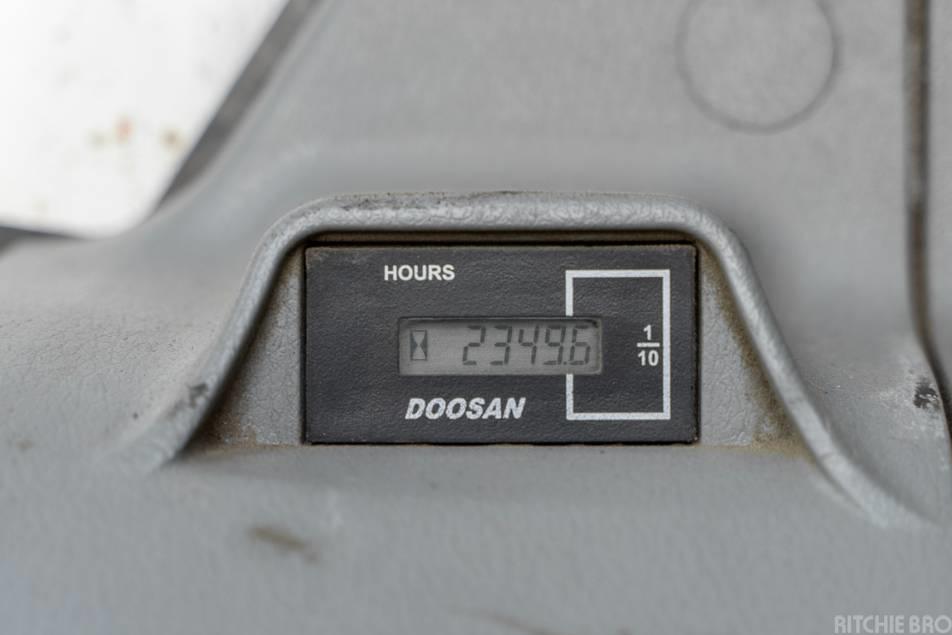 HOURS
2349.6
1
10
DOOSAN
RITCHIE BRO